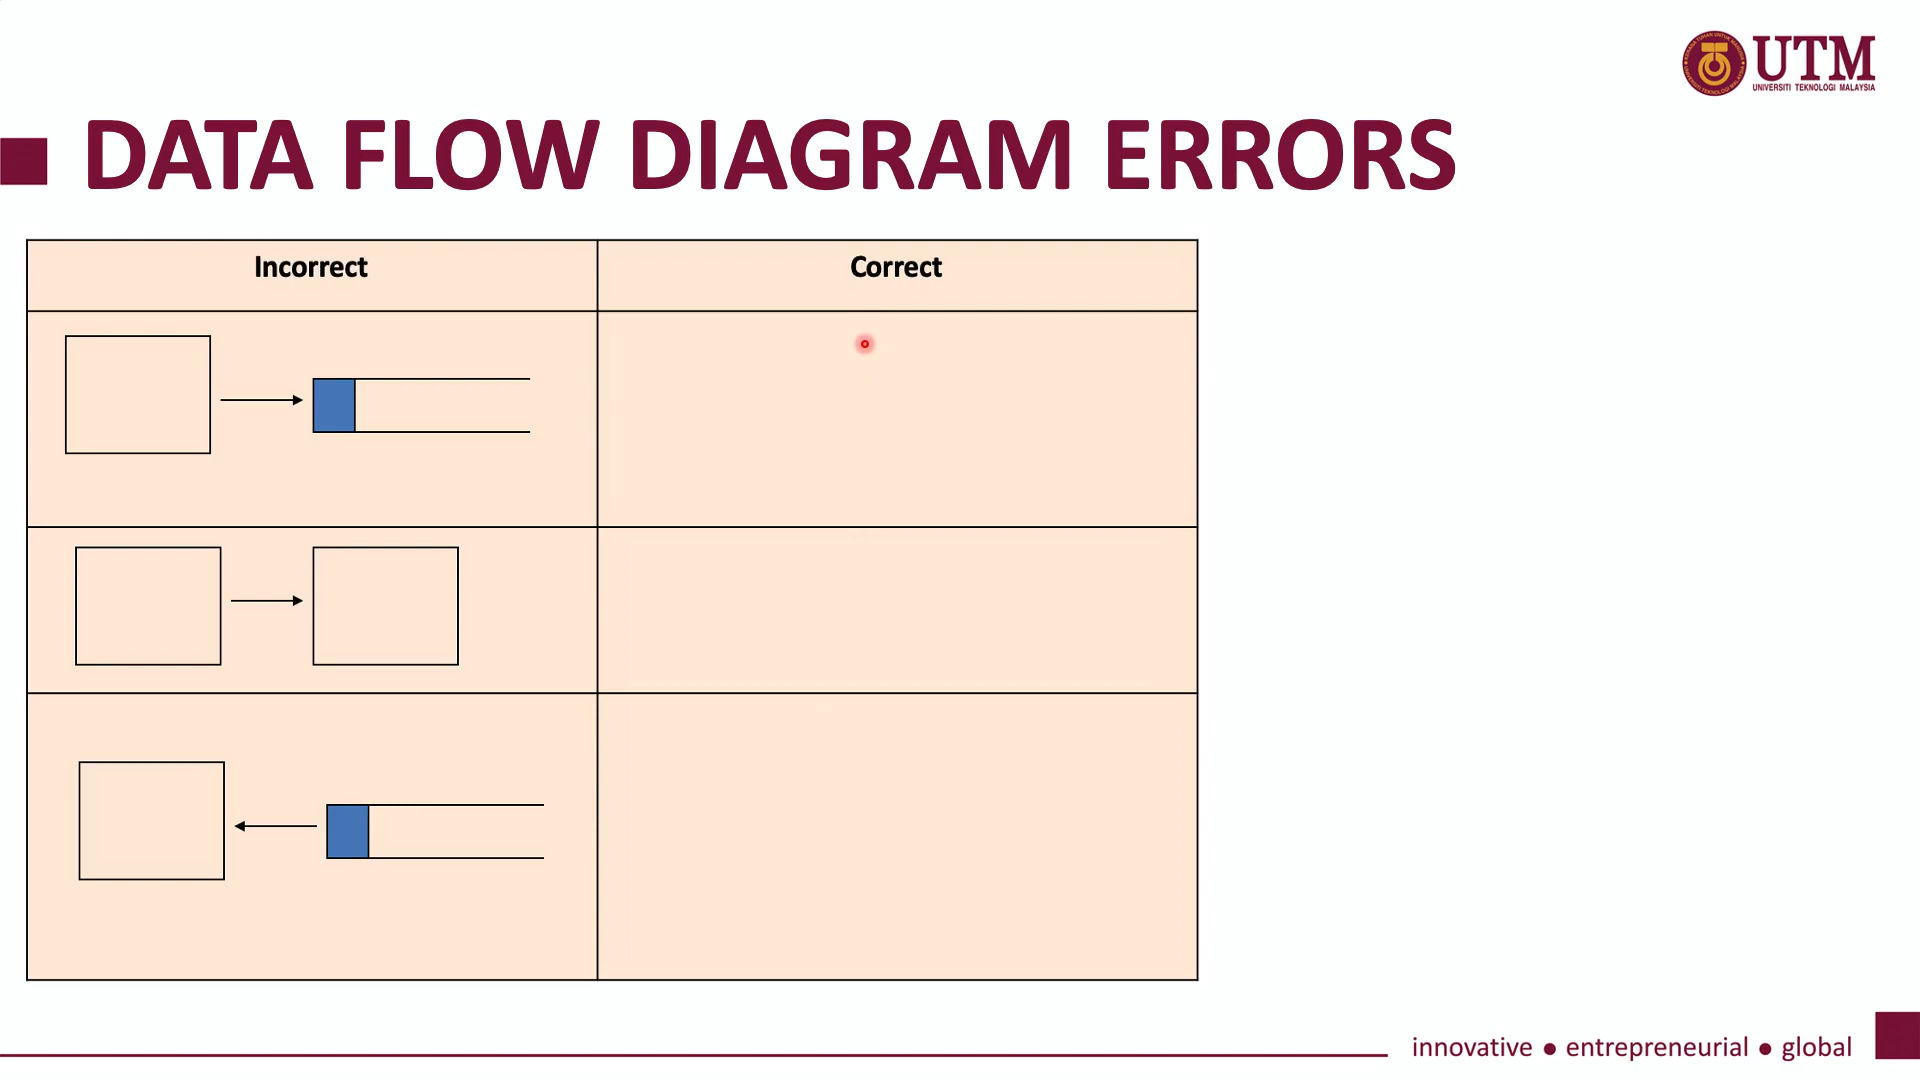 UTM
UNIVERSITI TEKNOLOGI MALAYSIA
DATA FLOW DIAGRAM ERRORS
Incorrect
Correct
innovative ● entrepreneurial ● global